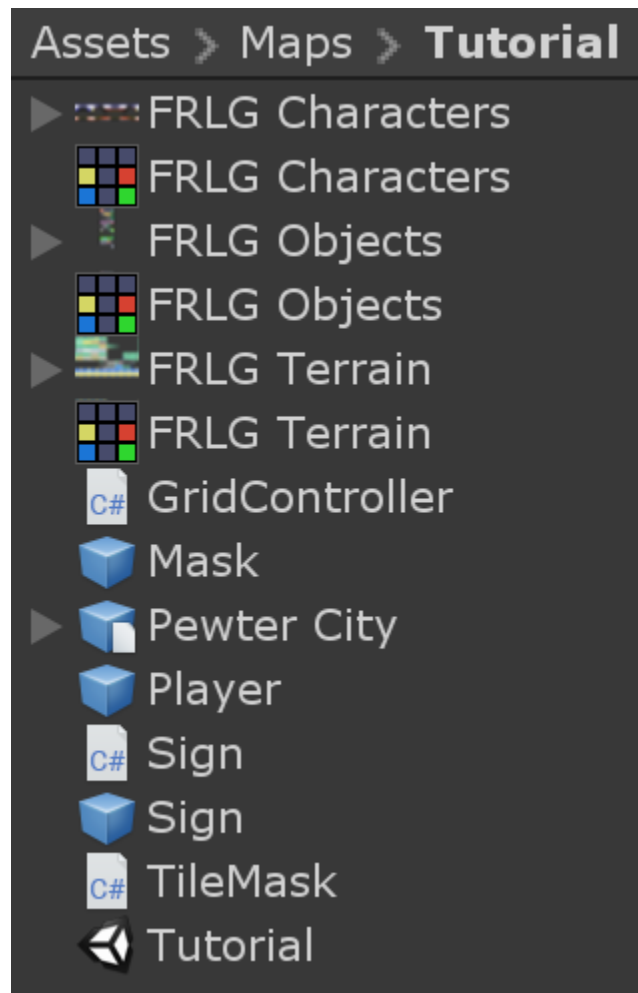 Assets > Maps > Tutorial
FRLG Characters
FRLG Characters
FRLG Objects
FRLG Objects
FRLG Terrain
FRLG Terrain
C# GridController
Mask
Pewter City
Player
C# Sign
Sign
C# TileMask
Tutorial